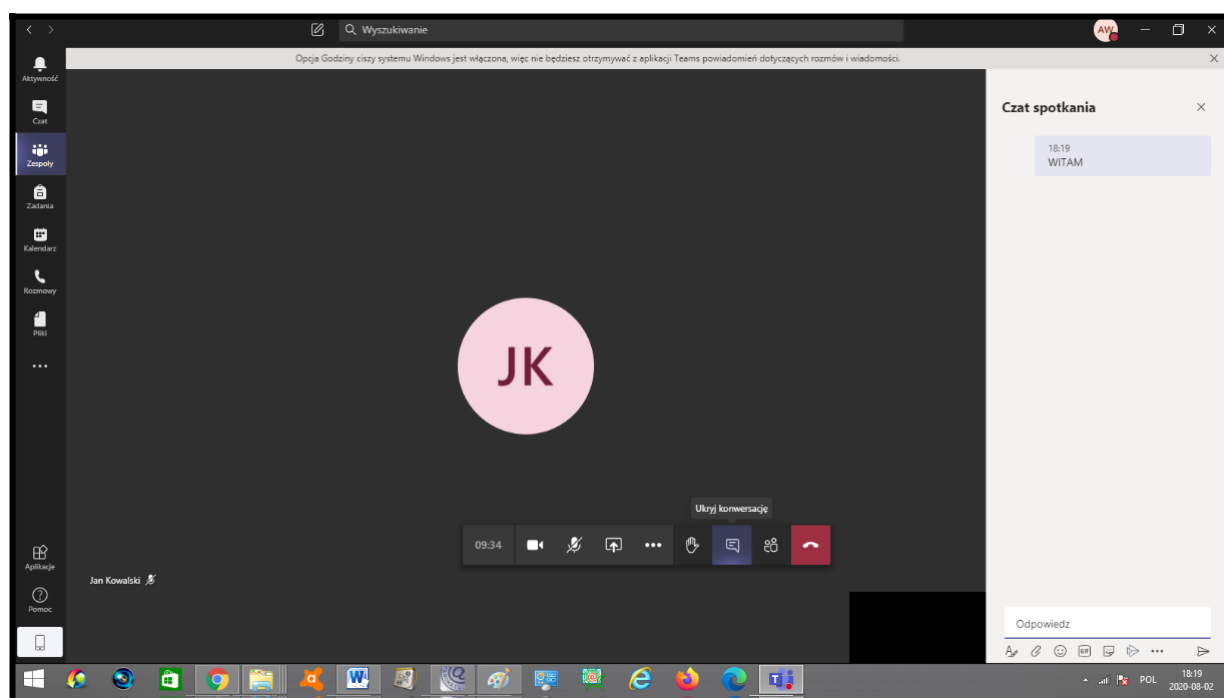 Wyszukiwanie
AW
Opcja Godziny ciszy systemu Windows jest włączona, więc nie będziesz otrzymywać z aplikacji Teams powiadomień dotyczących rozmów i wiadomości.
Aktywność
Czat
Zespoły
Zadania
Kalendarz
Rozmowy
Pliki
Aplikacje
Pomoc
JK
Ukryj konwersację
09:34
Jan Kowalski
Czat spotkania
18:19
WITAM
Odpowiedz
POL
18:19
2020-08-02